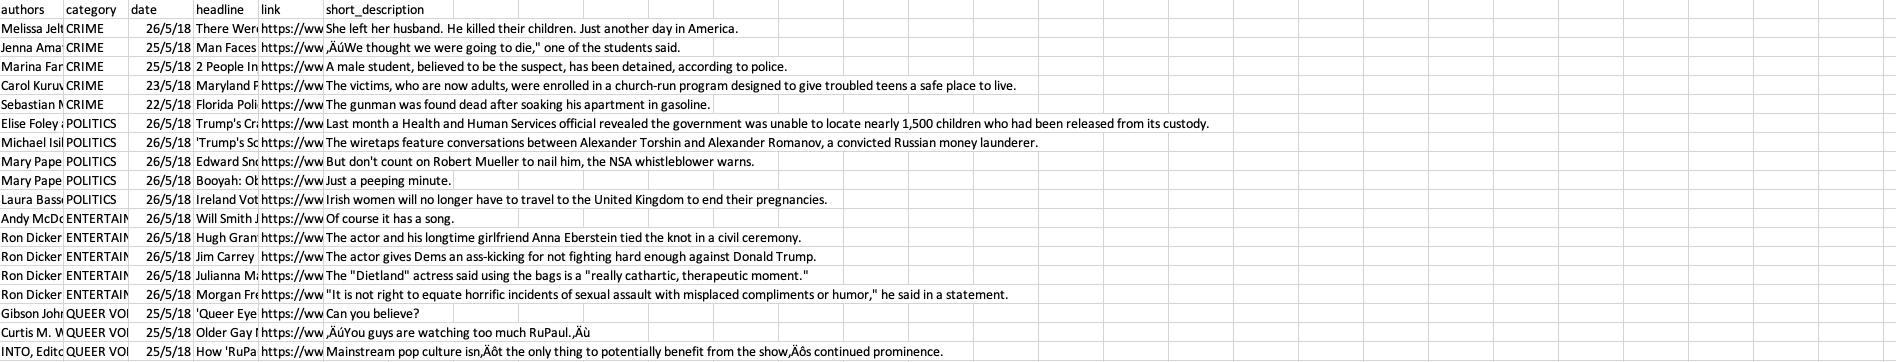 authors category date headline link short_description
Melissa Jelt CRIME 26/5/18 There Were https://ww She left her husband. He killed their children. Just another day in America.
Jenna Ama CRIME 25/5/18 Man Faces https://ww ‚ÄúWe thought we were going to die," one of the students said.
Marina Fan CRIME 25/5/18 2 People In https://ww A male student, believed to be the suspect, has been detained, according to police.
Carol Kuruv CRIME 23/5/18 Maryland P https://ww The victims, who are now adults, were enrolled in a church-run program designed to give troubled teens a safe place to live.
Sebastian M CRIME 22/5/18 Florida Poli https://ww The gunman was found dead after soaking his apartment in gasoline.
Elise Foley a POLITICS 26/5/18 Trump's Cra https://ww Last month a Health and Human Services official revealed the government was unable to locate nearly 1,500 children who had been released from its custody.
Michael Isil POLITICS 26/5/18 'Trump's So https://ww The wiretaps feature conversations between Alexander Torshin and Alexander Romanov, a convicted Russian money launderer.
Mary Pape POLITICS 26/5/18 Edward Sno https://ww But don't count on Robert Mueller to nail him, the NSA whistleblower warns.
Mary Pape POLITICS 26/5/18 Booyah: Ob https://ww Just a peeping minute.
Laura Basse POLITICS 26/5/18 Ireland Vot https://ww Irish women will no longer have to travel to the United Kingdom to end their pregnancies.
Andy McDo ENTERTAIN 26/5/18 Will Smith J https://ww Of course it has a song.
Ron Dicker ENTERTAIN 26/5/18 Hugh Gran https://ww The actor and his longtime girlfriend Anna Eberstein tied the knot in a civil ceremony.
Ron Dicker ENTERTAIN 26/5/18 Jim Carrey https://ww The actor gives Dems an ass-kicking for not fighting hard enough against Donald Trump.
Ron Dicker ENTERTAIN 26/5/18 Julianna Ma https://ww The "Dietland" actress said using the bags is a "really cathartic, therapeutic moment."
Ron Dicker ENTERTAIN 26/5/18 Morgan Fre https://ww "It is not right to equate horrific incidents of sexual assault with misplaced compliments or humor," he said in a statement.
Gibson John QUEER VOI 25/5/18 'Queer Eye https://ww Can you believe?
Curtis M. W QUEER VOI 25/5/18 Older Gay M https://ww ‚ÄúYou guys are watching too much RuPaul.‚Äù
INTO, Edito QUEER VOI 25/5/18 How 'RuPa https://ww Mainstream pop culture isn‚Äôt the only thing to potentially benefit from the show‚Äôs continued prominence.